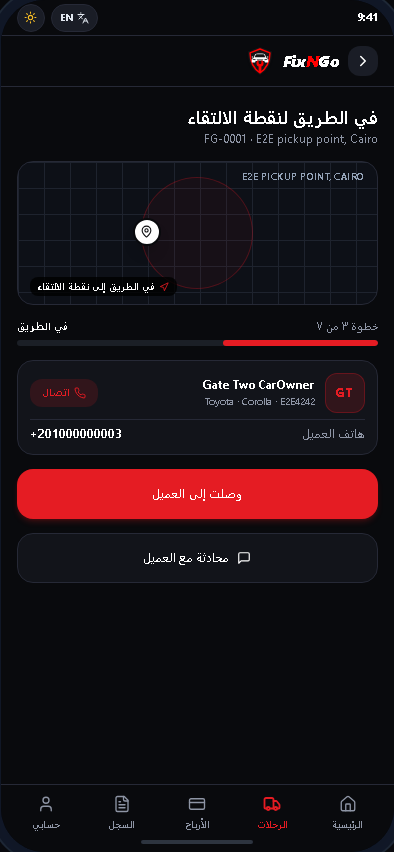 9:41
EN
FixNGo
في الطريق لنقطة الالتقاء
FG-0001 · E2E pickup point, Cairo
E2E PICKUP POINT, CAIRO
في الطريق إلى نقطة الالتقاء
خطوة ٣ من ٧
في الطريق
GT
Gate Two CarOwner
Toyota · Corolla · E2E4242
اتصال
هاتف العميل
+201000000003
وصلت إلى العميل
محادثة مع العميل
الرئيسية
الرحلات
الأرباح
السجل
حسابي